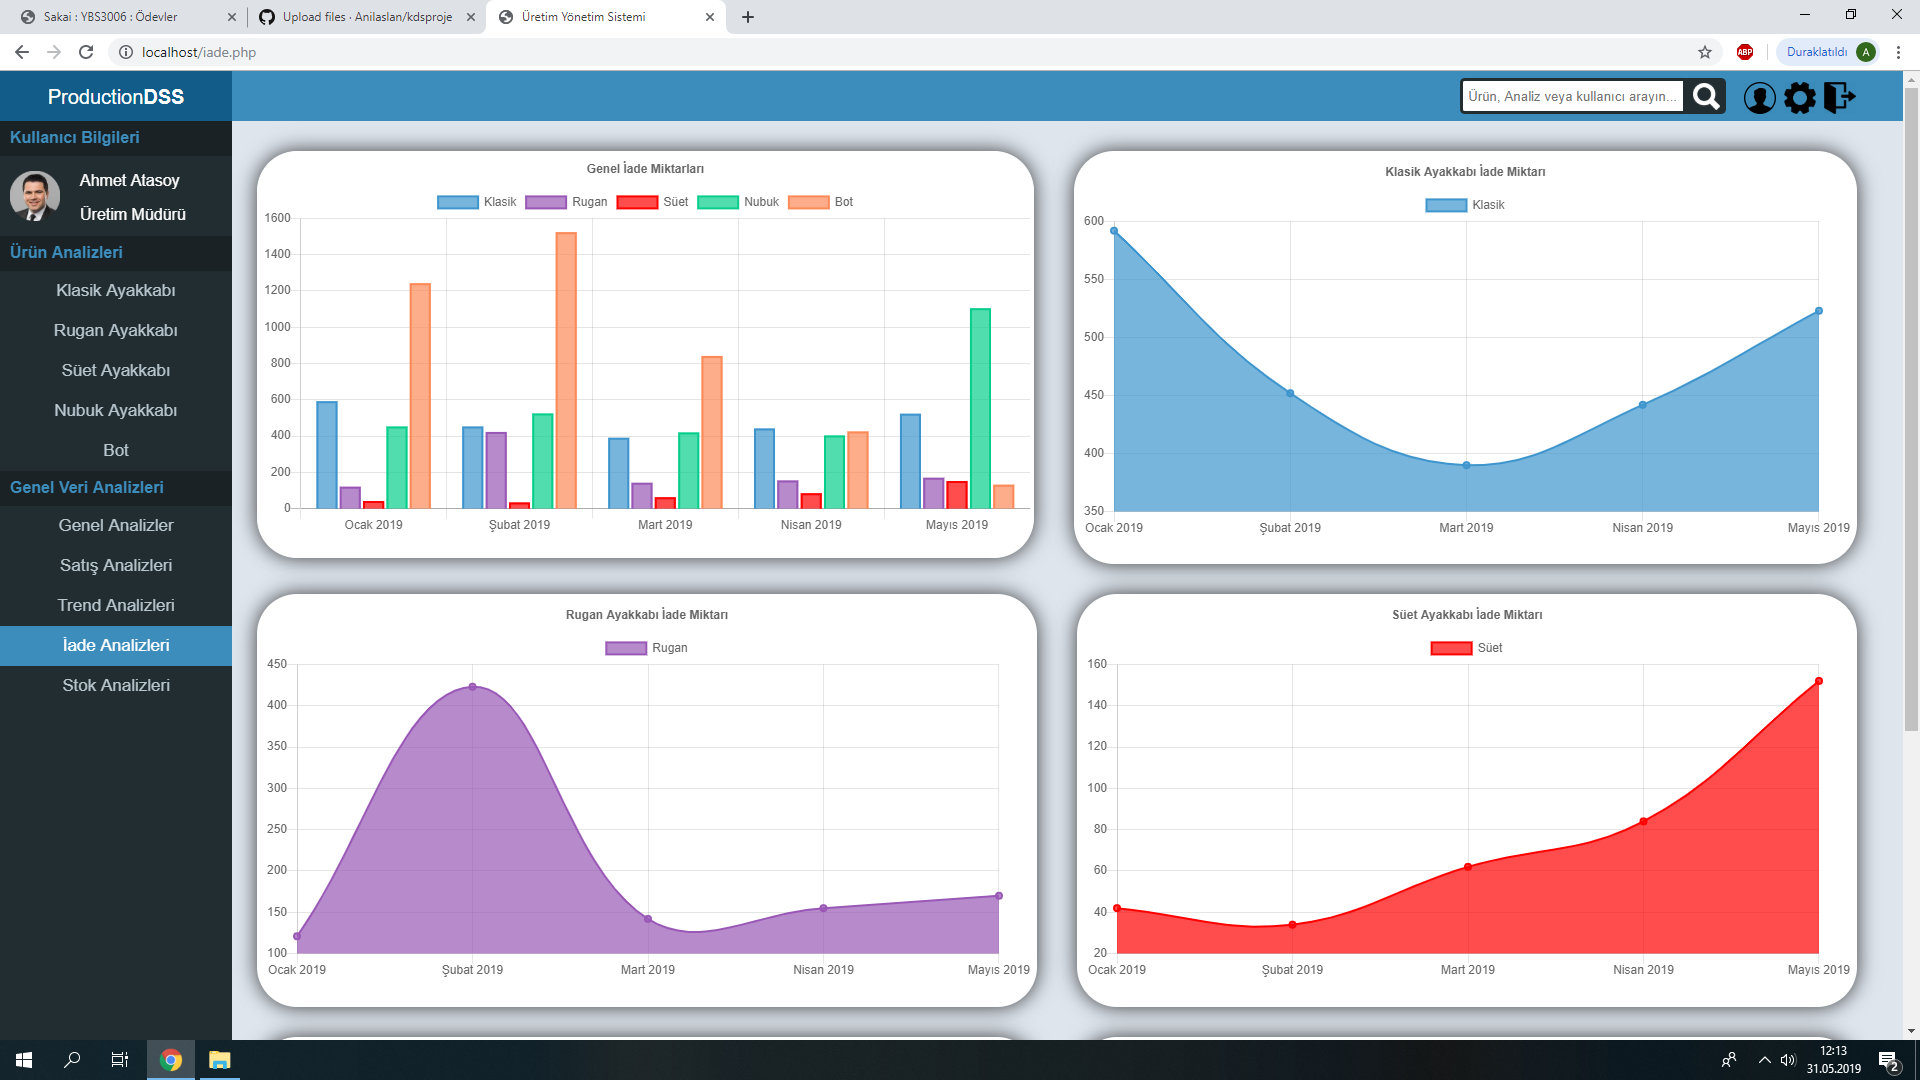 Sakai : YBS3006 : Ödevler
Upload files · Anilaslan/kdsproje
Üretim Yönetim Sistemi
localhost/iade.php
ABP
Duraklatıldı
A
ProductionDSS
Ürün, Analiz veya kullanıcı arayın...
Kullanıcı Bilgileri
Ahmet Atasoy
Üretim Müdürü
Ürün Analizleri
Klasik Ayakkabı
Rugan Ayakkabı
Süet Ayakkabı
Nubuk Ayakkabı
Bot
Genel Veri Analizleri
Genel Analizler
Satış Analizleri
Trend Analizleri
İade Analizleri
Stok Analizleri
Genel İade Miktarları
Klasik Rugan Süet Nubuk Bot
1600
1400
1200
1000
800
600
400
200
0
Ocak 2019 Şubat 2019 Mart 2019 Nisan 2019 Mayıs 2019
Klasik Ayakkabı İade Miktarı
Klasik
600
550
500
450
400
350
Ocak 2019 Şubat 2019 Mart 2019 Nisan 2019 Mayıs 2019
Rugan Ayakkabı İade Miktarı
Rugan
450
400
350
300
250
200
150
100
Ocak 2019 Şubat 2019 Mart 2019 Nisan 2019 Mayıs 2019
Süet Ayakkabı İade Miktarı
Süet
160
140
120
100
80
60
40
20
Ocak 2019 Şubat 2019 Mart 2019 Nisan 2019 Mayıs 2019
12:13
31.05.2019
2